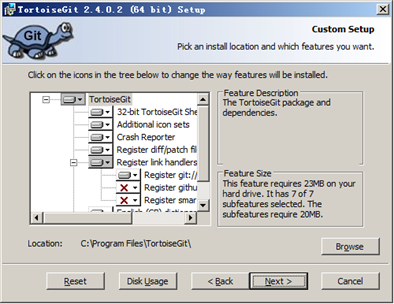 TortoiseGit 2.4.0.2 (64 bit) Setup
Git
Custom Setup
Pick an install location and which features you want.
Click on the icons in the tree below to change the way features will be installed.
TortoiseGit
32-bit TortoiseGit She
Additional icon sets
Crash Reporter
Register diff/patch fil
Register link handlers
Register git://
Register githu
Register smar
English (GB) dictionar
Feature Description
The TortoiseGit package and
dependencies.
Feature Size
This feature requires 23MB on your
hard drive. It has 7 of 7
subfeatures selected. The
subfeatures require 20MB.
Location: C:\Program Files\TortoiseGit\
Browse
Reset Disk Usage < Back Next > Cancel